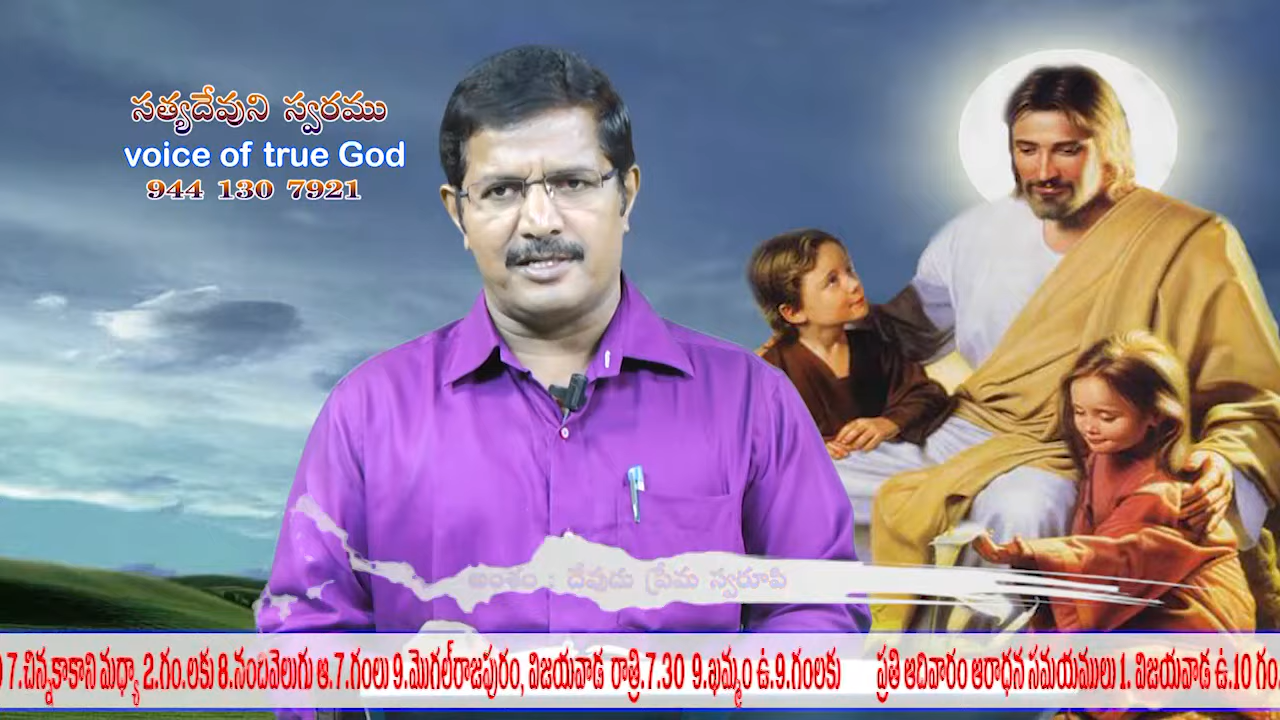 సత్యదేవుని స్వరము
voice of true God
944 130 7921
అంశం : దేవుడు ప్రేమ స్వరూపి
7.చిన్నకాకాని మధ్యా 2.గం.లకు 8.నందివెలుగు ఆ.7.గంలు 9.మొగల్‌రాజపురం, విజయవాడ రాత్రి.7.30 9.ఖమ్మం ఉ.9.గంలకు ప్రతి ఆదివారం ఆరాధన సమయములు 1. విజయవాడ ఉ.10 గం.